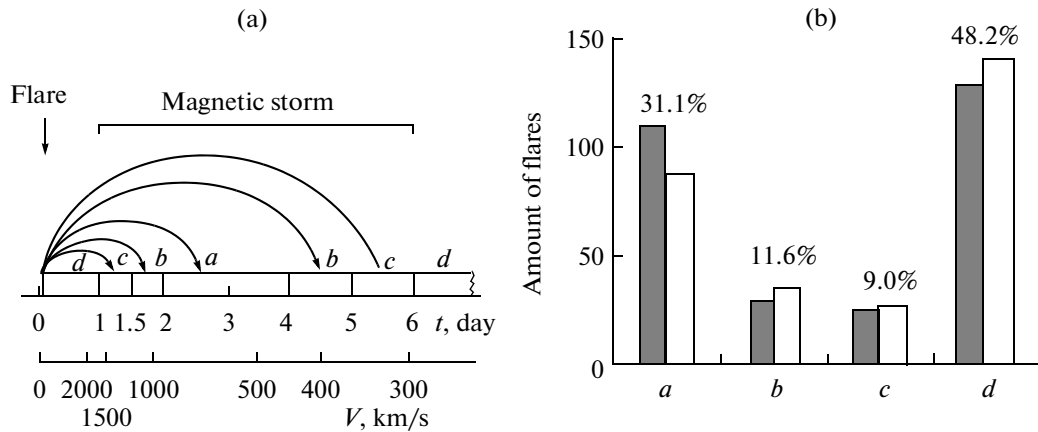 (a)
Flare
Magnetic storm
d c b a b c d
0 1 1.5 2 3 4 5 6 t, day
0 2000 1000 500 400 300
1500 V, km/s
(b)
Amount of flares
150
100
50
0
31.1%
11.6%
9.0%
48.2%
a b c d